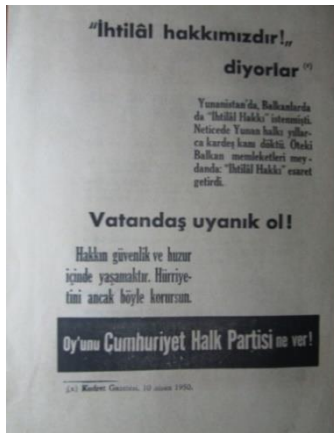 "İhtilâl hakkımızdır!„
diyorlar (*)
Yunanistan'da, Balkanlarda
da "İhtilâl Hakkı" istenmişti.
Neticede Yunan halkı yıllar-
ca kardeş kanı döktü. Öteki
Balkan memleketleri mey-
danda: "İhtilâl Hakkı" esaret
getirdi.
Vatandaş uyanık ol!
Hakkın güvenlik ve huzur
içinde yaşamaktır. Hürriye-
tini ancak böyle korursun.
Oy'unu Cumhuriyet Halk Partisi ne ver!
(*) Kudret Gazetesi, 10 nisan 1950.